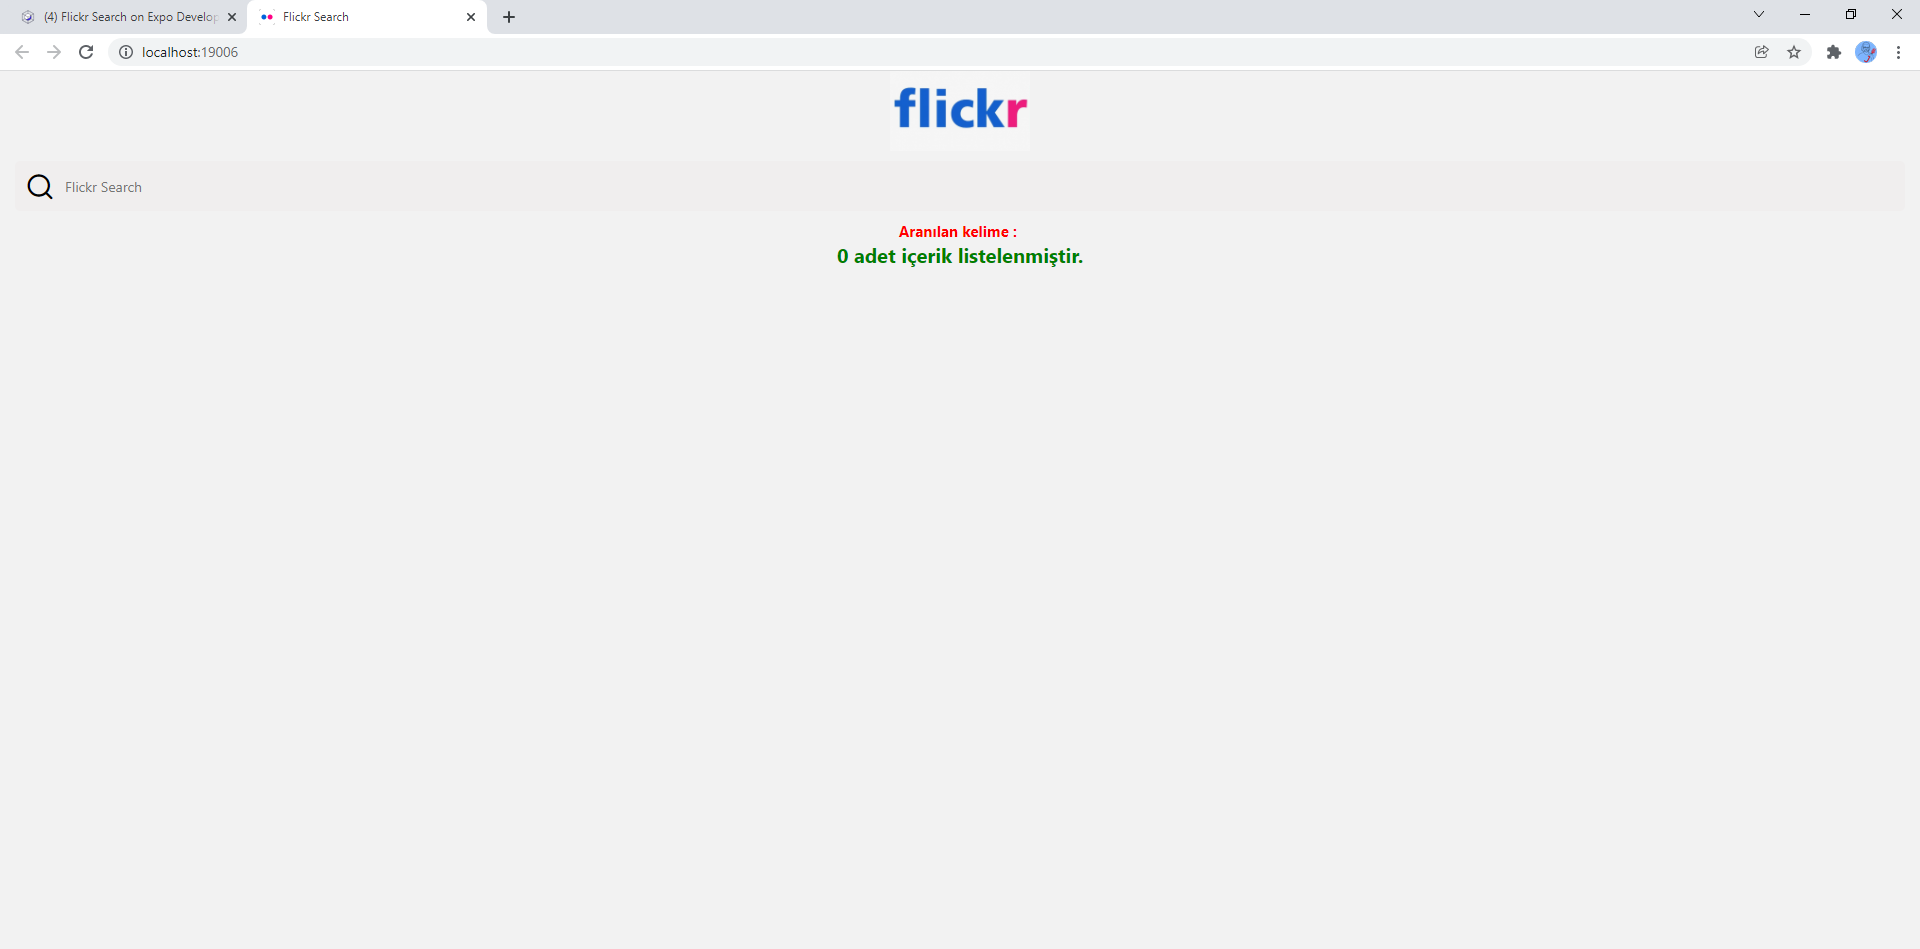 (4) Flickr Search on Expo Develop
Flickr Search
localhost:19006
flickr
Flickr Search
Aranılan kelime :
0 adet içerik listelenmiştir.